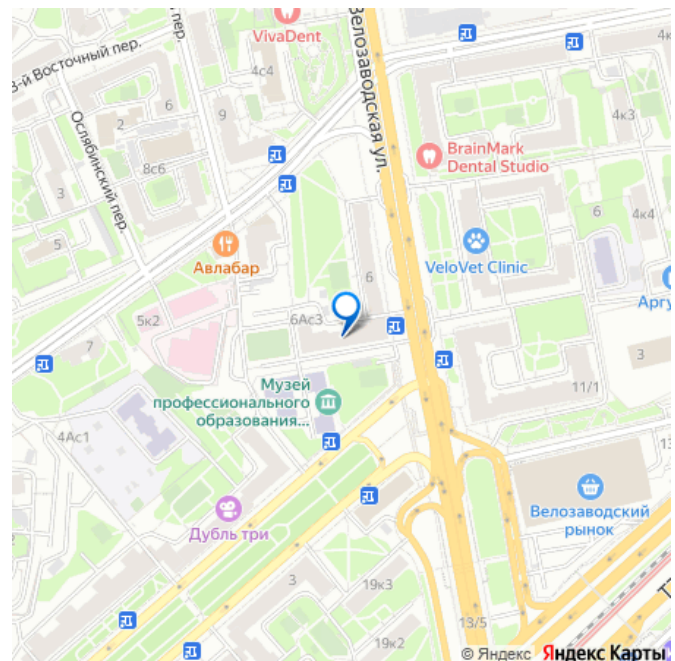 VivaDent
Велозаводская ул.
3-й Восточный пер.
пер.
4с4
4к
4к3
2
6
9
8с6
Ослябинский пер.
BrainMark
Dental Studio
3
5
6
4к4
Авлабар
VeloVet Clinic
6
Аргу
5к2
6Ас3
7
3
Музей
профессионального
образования...
11/1
4Ас1
13
Велозаводский
рынок
Дубль три
3
19к3
13/5
19к2
© Яндекс Яндекс Карты